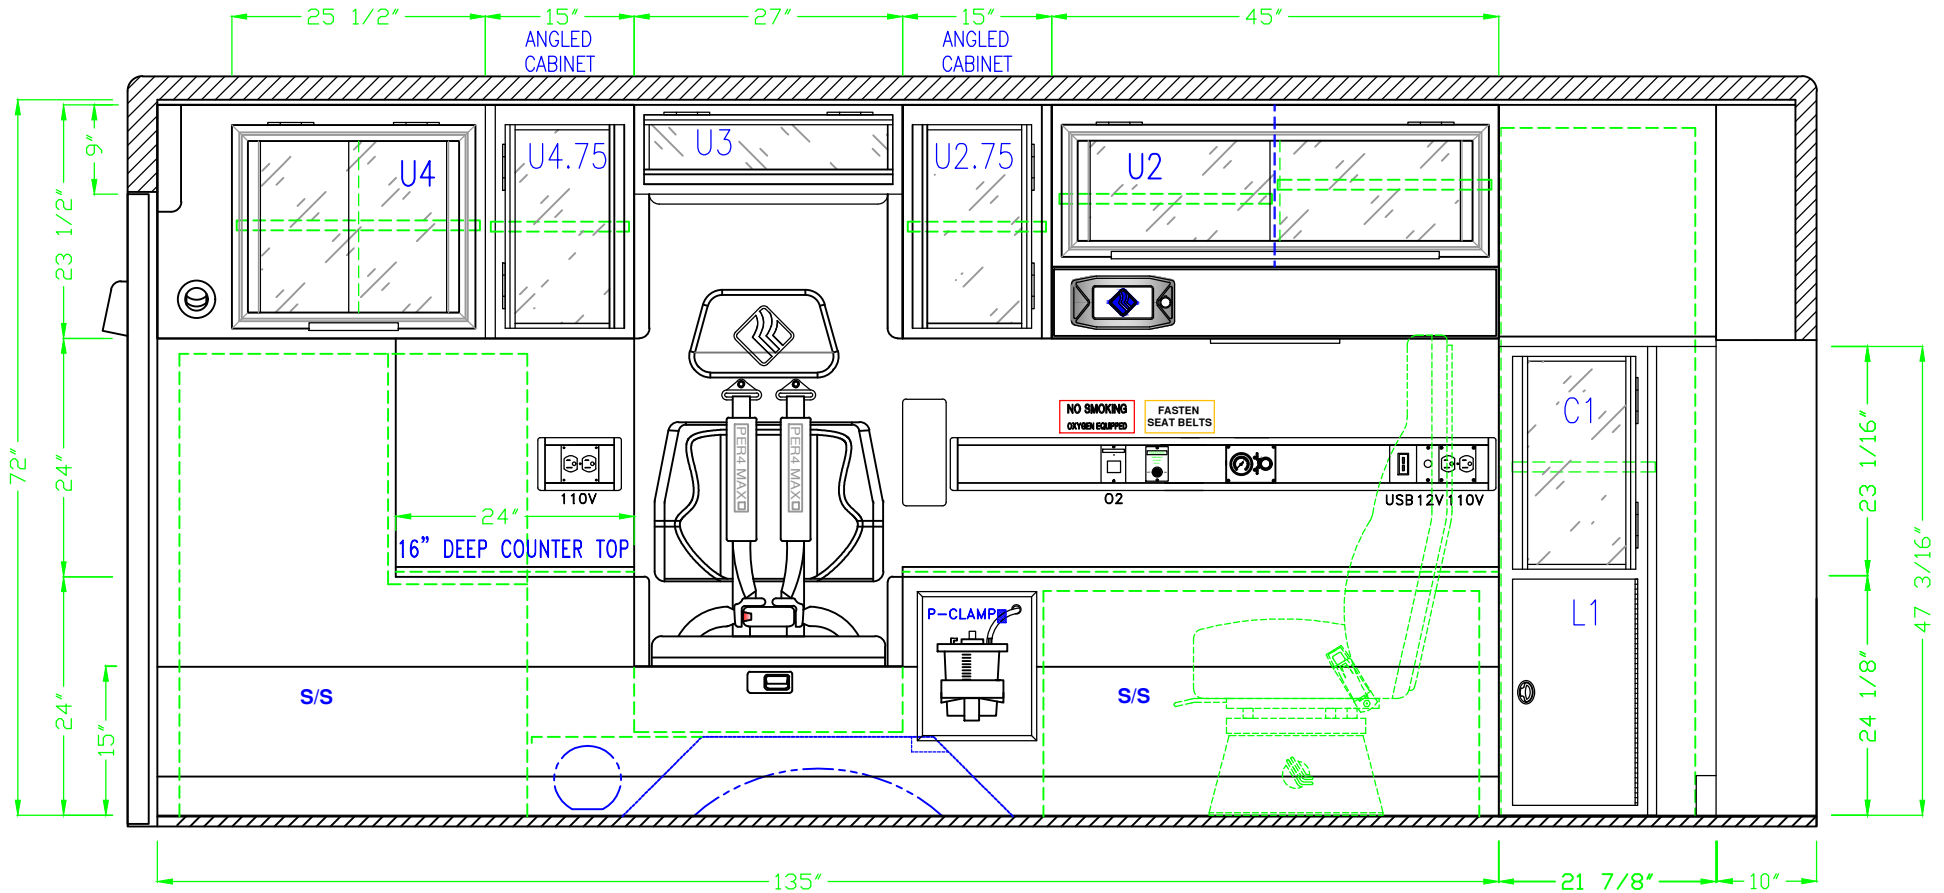 25 1/2"
15"
27"
15"
45"
ANGLED
CABINET
ANGLED
CABINET
9"
23 1/2"
U4
U4.75
U3
U2.75
U2
72"
24"
24"
15"
PER4 MAX
PER4 MAX
NO SMOKING
OXYGEN EQUIPPED
FASTEN
SEAT BELTS
C1
110V
O2
USB 12V 110V
24"
16" DEEP COUNTER TOP
P-CLAMP
L1
S/S
S/S
23 1/16"
47 3/16"
24 1/8"
135"
21 7/8"
10"